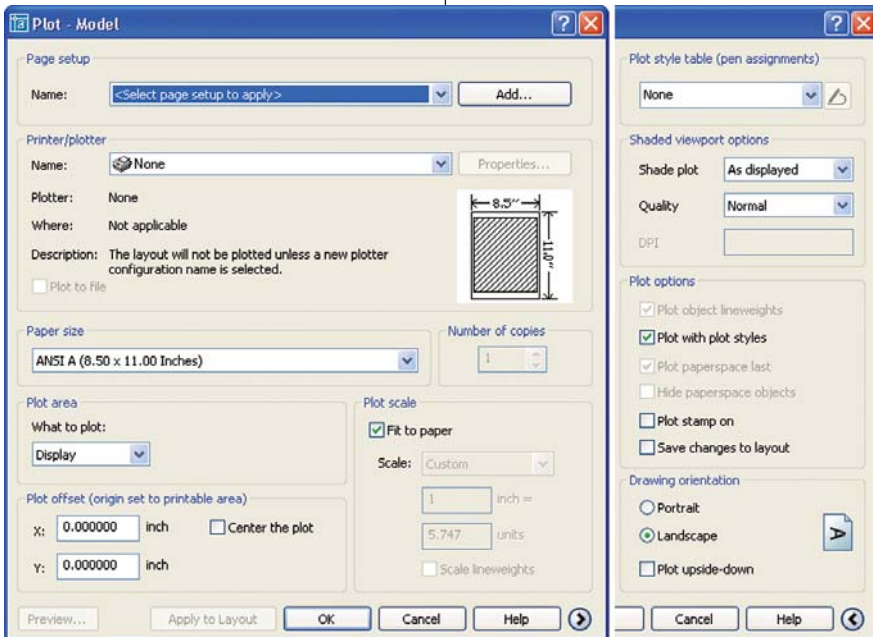 Plot - Model
Page setup
Name: <Select page setup to apply> Add...
Printer/plotter
Name: None Properties...
Plotter: None
Where: Not applicable
Description: The layout will not be plotted unless a new plotter
configuration name is selected.
Plot to file
8.5″
11.0″
Paper size
ANSI A (8.50 x 11.00 Inches)
Number of copies
1
Plot area
What to plot:
Display
Plot offset (origin set to printable area)
X: 0.000000 inch Center the plot
Y: 0.000000 inch
Plot scale
Fit to paper
Scale: Custom
1 inch =
5.747 units
Scale lineweights
Preview... Apply to Layout OK Cancel Help
Plot style table (pen assignments)
None
Shaded viewport options
Shade plot As displayed
Quality Normal
DPI
Plot options
Plot object lineweights
Plot with plot styles
Plot paperspace last
Hide paperspace objects
Plot stamp on
Save changes to layout
Drawing orientation
Portrait
Landscape
A
Plot upside-down
Cancel Help